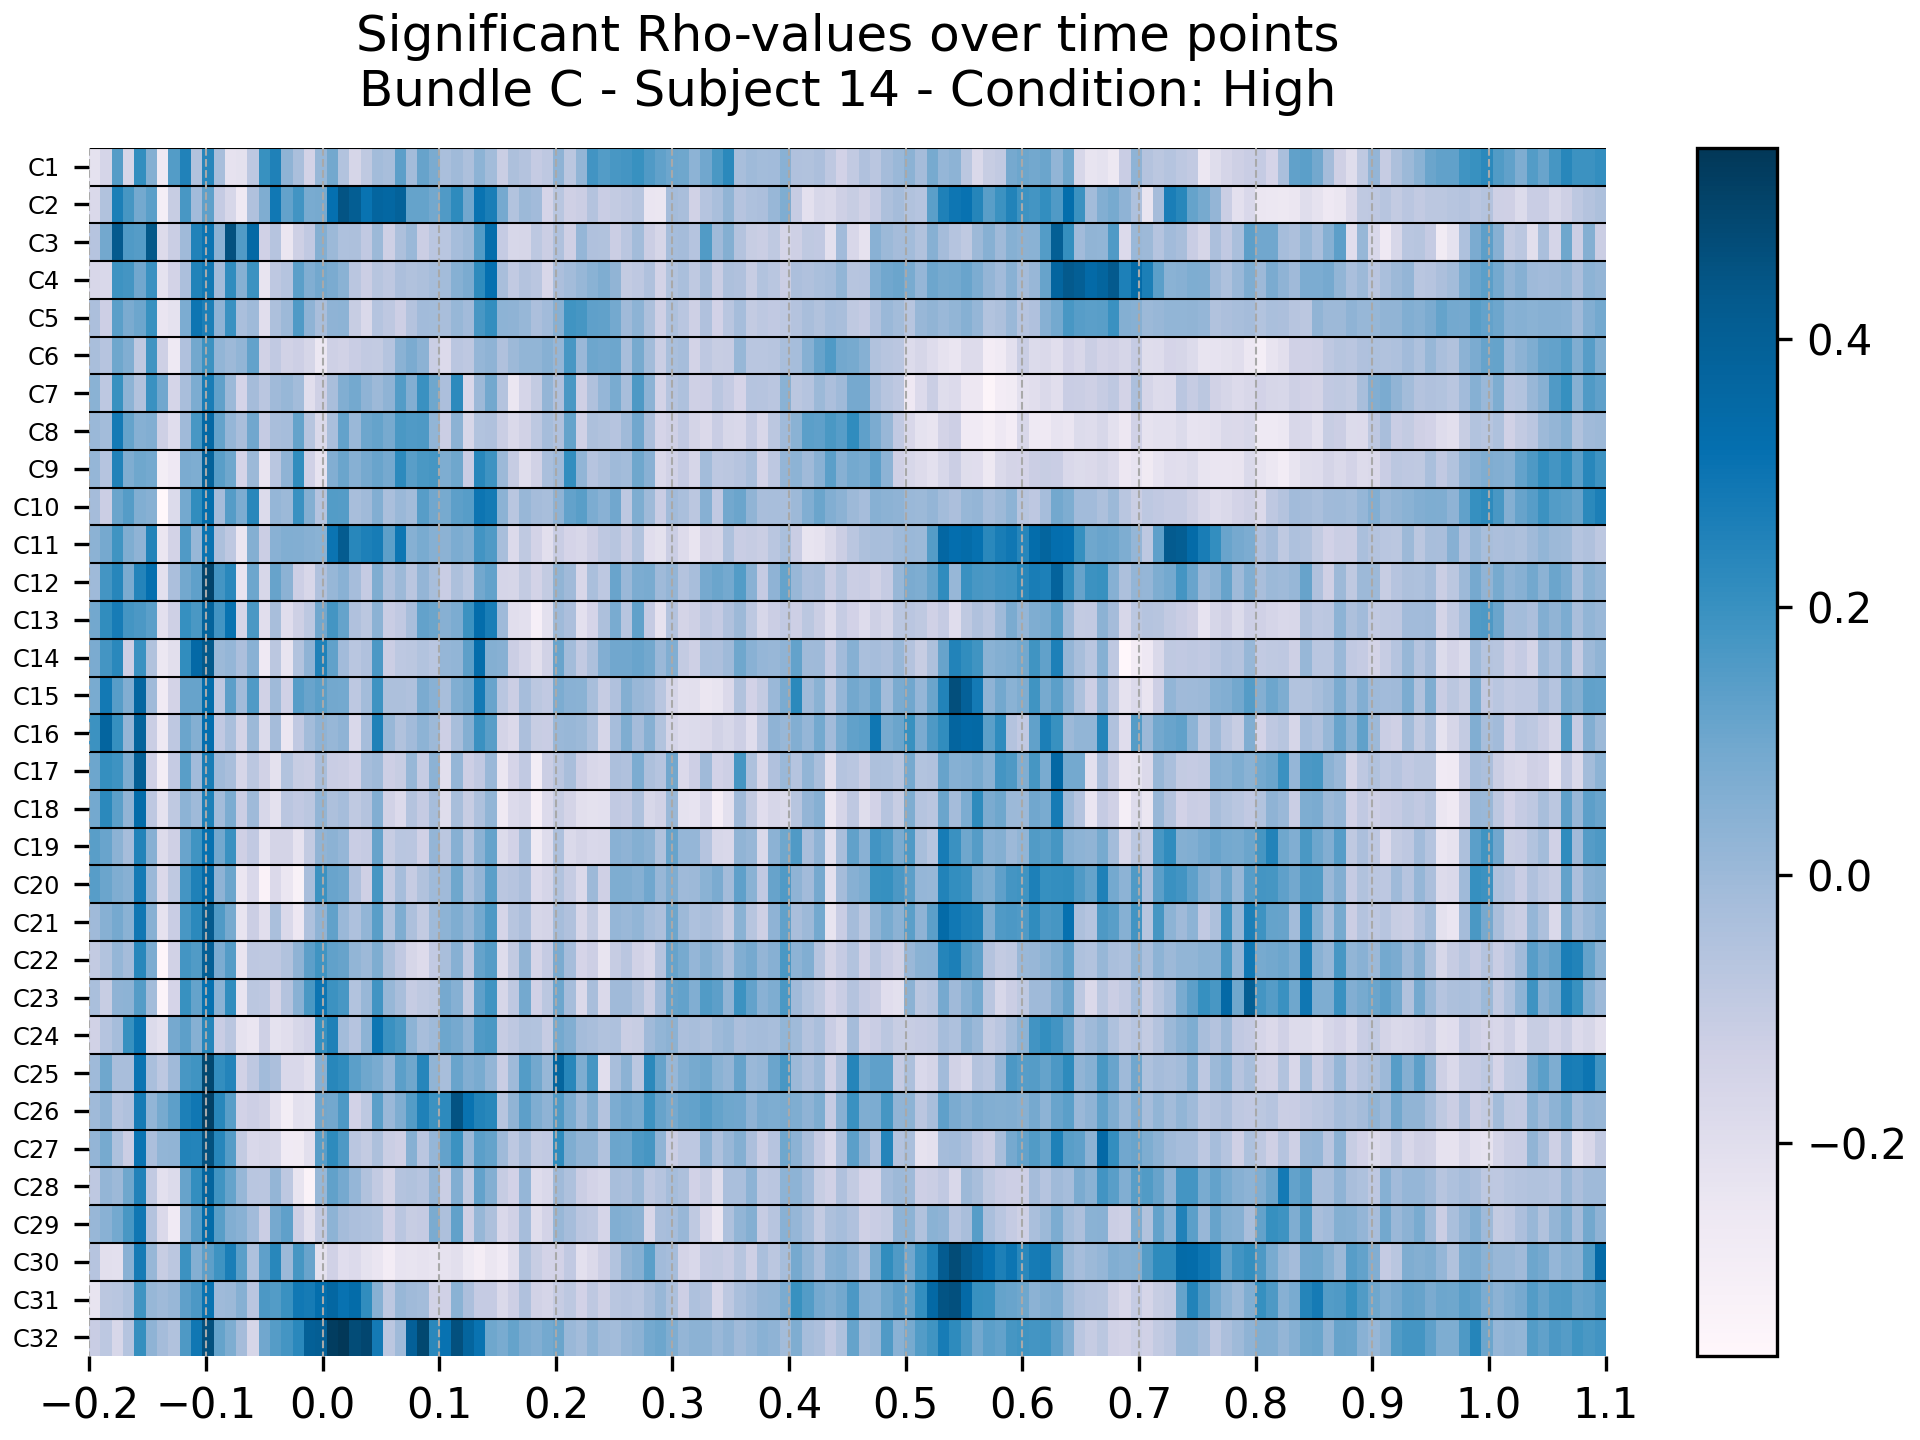 Significant Rho-values over time points
Bundle C - Subject 14 - Condition: High
C1
C2
C3
C4
C5
C6
C7
C8
C9
C10
C11
C12
C13
C14
C15
C16
C17
C18
C19
C20
C21
C22
C23
C24
C25
C26
C27
C28
C29
C30
C31
C32
−0.2 −0.1 0.0 0.1 0.2 0.3 0.4 0.5 0.6 0.7 0.8 0.9 1.0 1.1
0.4
0.2
0.0
−0.2